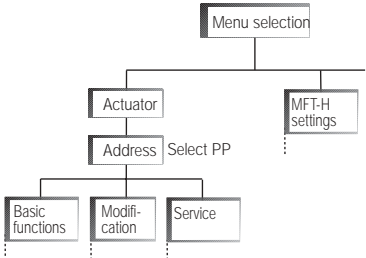 Menu selection
Actuator
MFT-H
settings
Address Select PP
Basic
functions
Modifi-
cation
Service